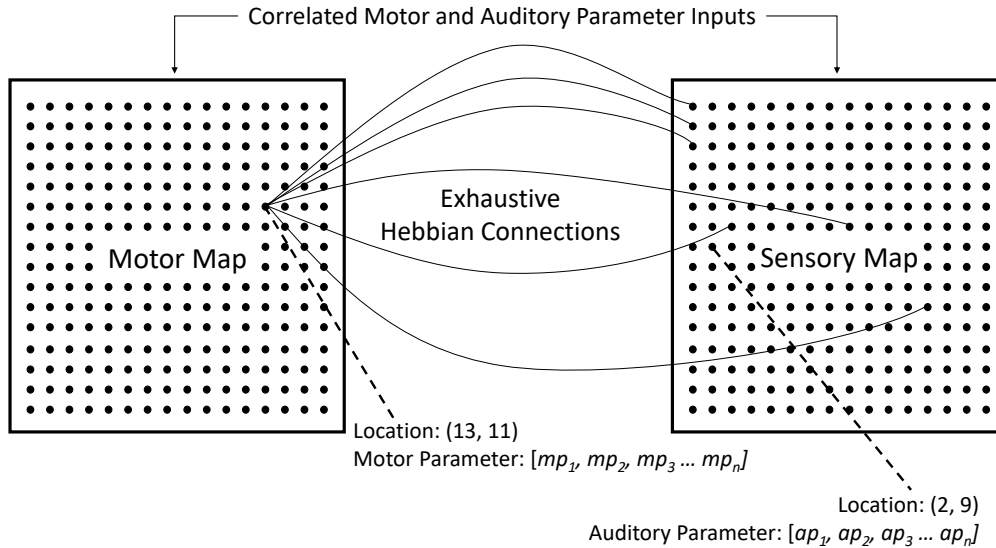 Correlated Motor and Auditory Parameter Inputs
Exhaustive
Hebbian Connections
Motor Map
Sensory Map
Location: (13, 11)
Motor Parameter: [mp₁, mp₂, mp₃ ... mpₙ]
Location: (2, 9)
Auditory Parameter: [ap₁, ap₂, ap₃ ... apₙ]